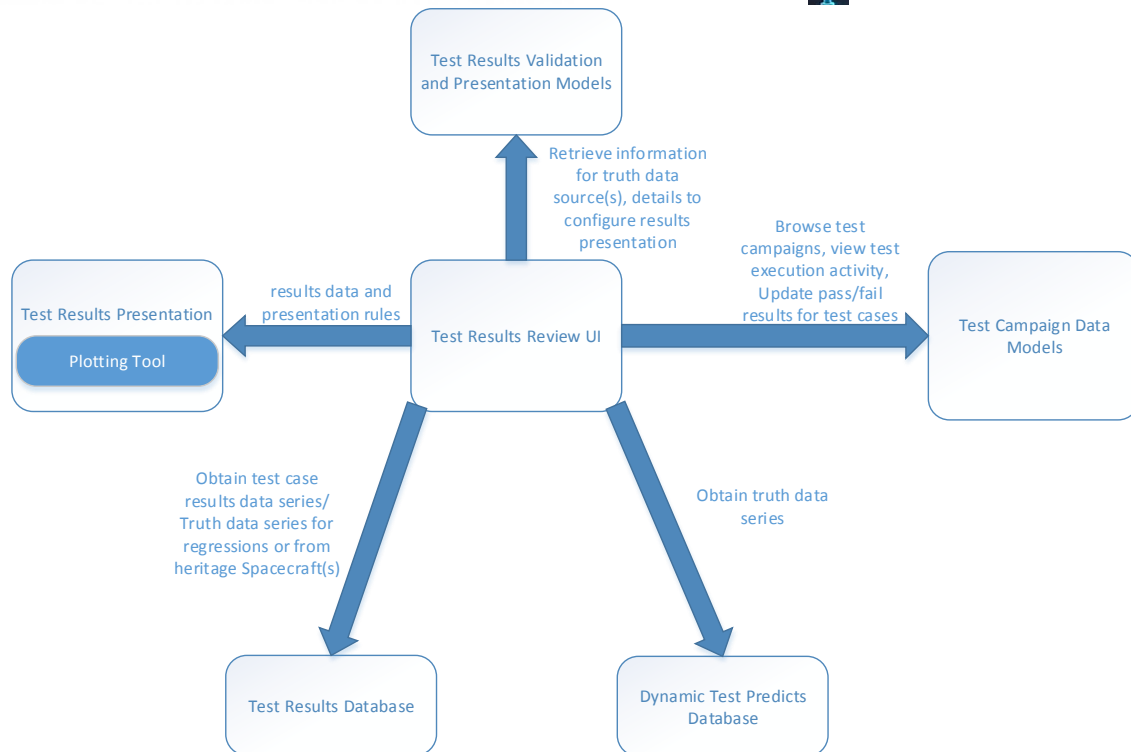 Test Results Validation
and Presentation Models
Retrieve information
for truth data
source(s), details to
configure results
presentation
Browse test
campaigns, view test
execution activity,
Update pass/fail
results for test cases
results data and
presentation rules
Test Results Presentation
Plotting Tool
Test Results Review UI
Test Campaign Data
Models
Obtain test case
results data series/
Truth data series for
regressions or from
heritage Spacecraft(s)
Obtain truth data
series
Test Results Database
Dynamic Test Predicts
Database